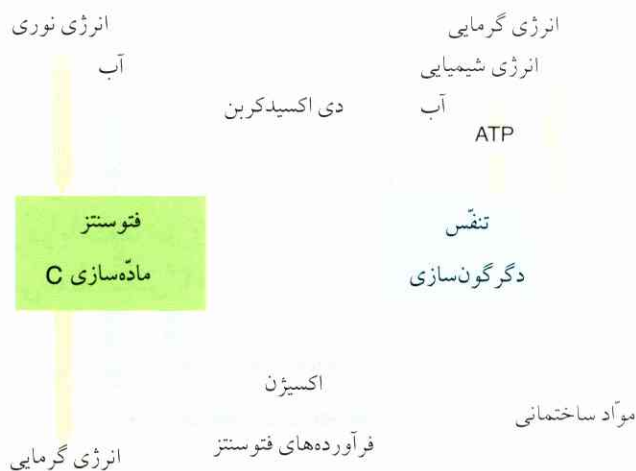 انرژی گرمایی
انرژی نوری
انرژی شیمیایی
آب
آب
دی اکسیدکربن
ATP
تنفّس
دگرگون‌سازی
فتوسنتز
مادّه‌سازی C
اکسیژن
موّاد ساختمانی
فرآورده‌های فتوسنتز
انرژی گرمایی